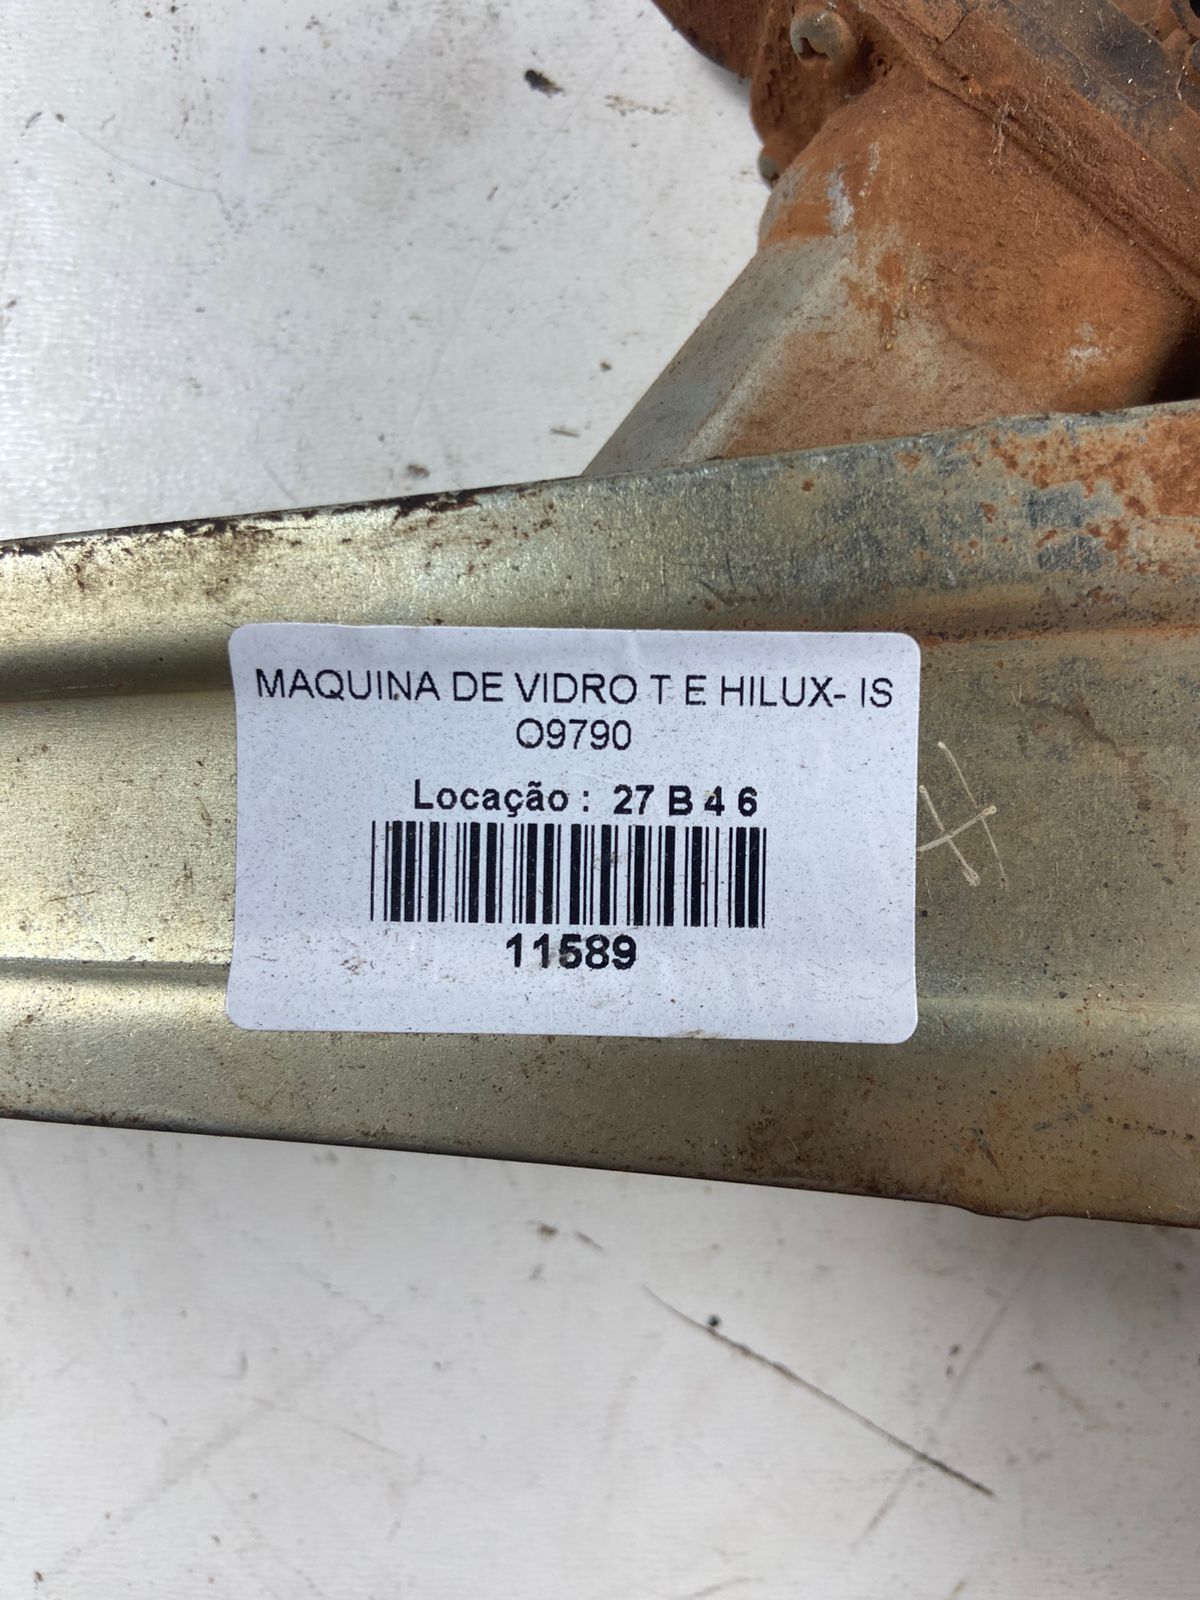 MAQUINA DE VIDRO T E HILUX- IS
O9790
Locação : 27 B 4 6
11589